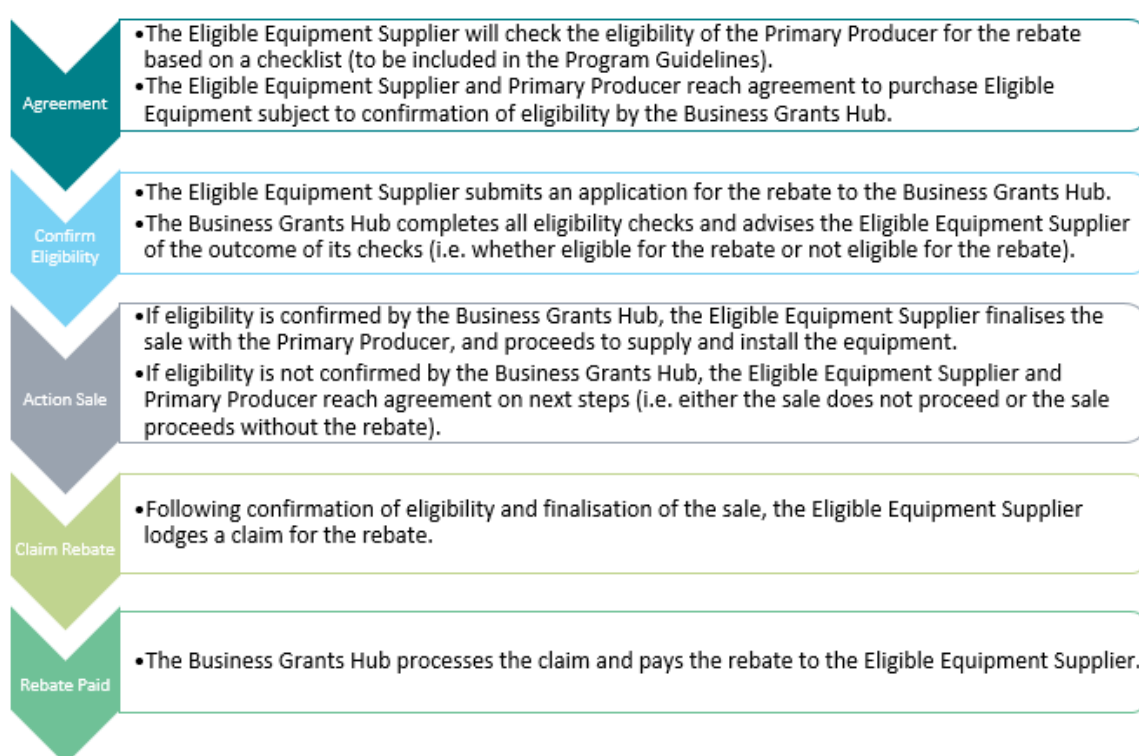 Agreement
•The Eligible Equipment Supplier will check the eligibility of the Primary Producer for the rebate
based on a checklist (to be included in the Program Guidelines).
•The Eligible Equipment Supplier and Primary Producer reach agreement to purchase Eligible
Equipment subject to confirmation of eligibility by the Business Grants Hub.
Confirm
Eligibility
•The Eligible Equipment Supplier submits an application for the rebate to the Business Grants Hub.
•The Business Grants Hub completes all eligibility checks and advises the Eligible Equipment Supplier
of the outcome of its checks (i.e. whether eligible for the rebate or not eligible for the rebate).
Action Sale
•If eligibility is confirmed by the Business Grants Hub, the Eligible Equipment Supplier finalises the
sale with the Primary Producer, and proceeds to supply and install the equipment.
•If eligibility is not confirmed by the Business Grants Hub, the Eligible Equipment Supplier and
Primary Producer reach agreement on next steps (i.e. either the sale does not proceed or the sale
proceeds without the rebate).
Claim Rebate
•Following confirmation of eligibility and finalisation of the sale, the Eligible Equipment Supplier
lodges a claim for the rebate.
Rebate Paid
•The Business Grants Hub processes the claim and pays the rebate to the Eligible Equipment Supplier.